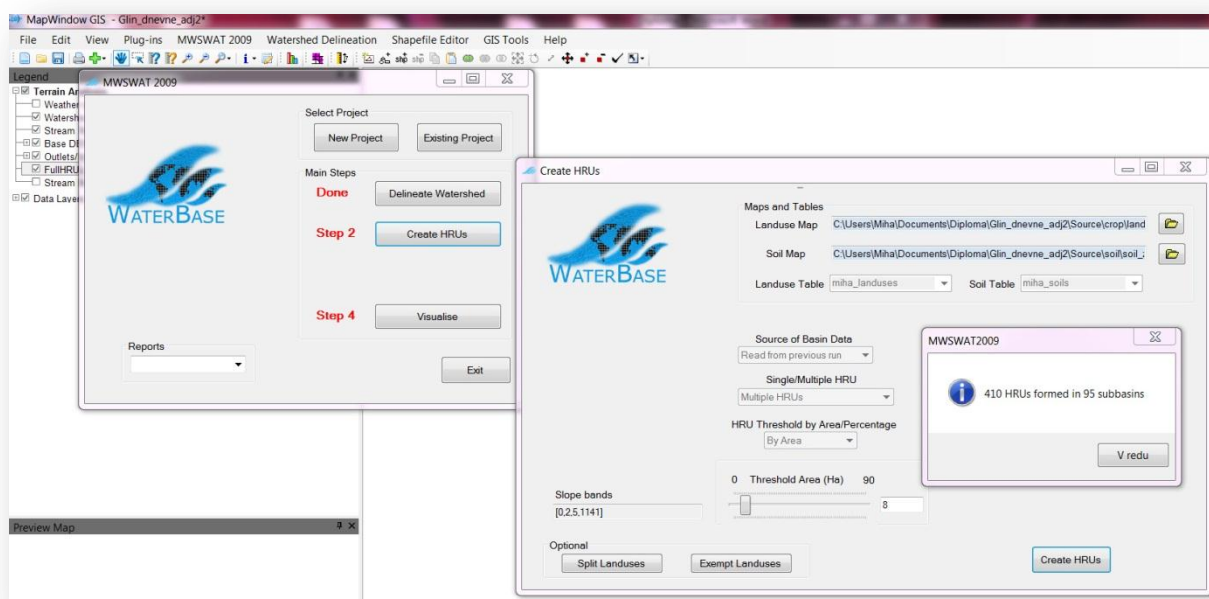 MapWindow GIS - Glin_dnevne_adj2*
File Edit View Plug-ins MWSWAT 2009 Watershed Delineation Shapefile Editor GIS Tools Help
Legend
Terrain An
Weather
Watersh
Stream
Base DE
Outlets/
FullHRU
Stream
Data Laye
Preview Map
MWSWAT 2009
WATERBASE
Select Project
New Project Existing Project
Main Steps
Done Delineate Watershed
Step 2 Create HRUs
Step 4 Visualise
Reports
Exit
Create HRUs
WATERBASE
Maps and Tables
Landuse Map C:\Users\Miha\Documents\Diploma\Glin_dnevne_adj2\Source\crop\land
Soil Map C:\Users\Miha\Documents\Diploma\Glin_dnevne_adj2\Source\soil\soil_z
Landuse Table miha_landuses Soil Table miha_soils
Source of Basin Data
Read from previous run
Single/Multiple HRU
Multiple HRUs
HRU Threshold by Area/Percentage
By Area
0 Threshold Area (Ha) 90
8
Slope bands
[0,2.5,1141]
Optional
Split Landuses Exempt Landuses
Create HRUs
MWSWAT2009
410 HRUs formed in 95 subbasins
V redu